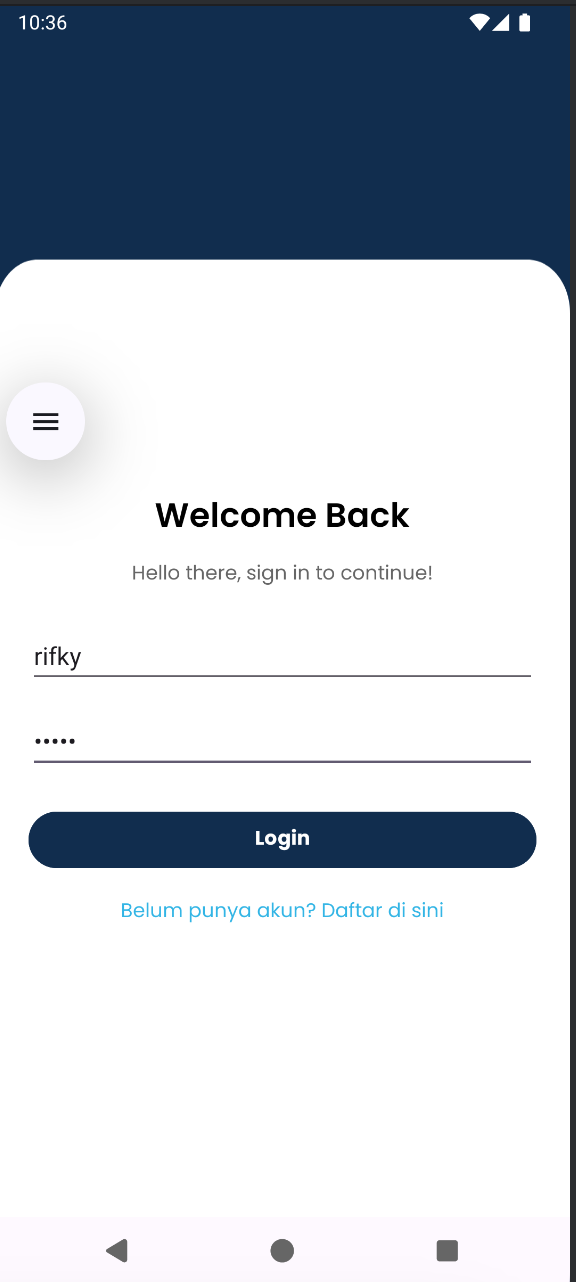 10:36
Welcome Back
Hello there, sign in to continue!
rifky
•••••
Login
Belum punya akun? Daftar di sini